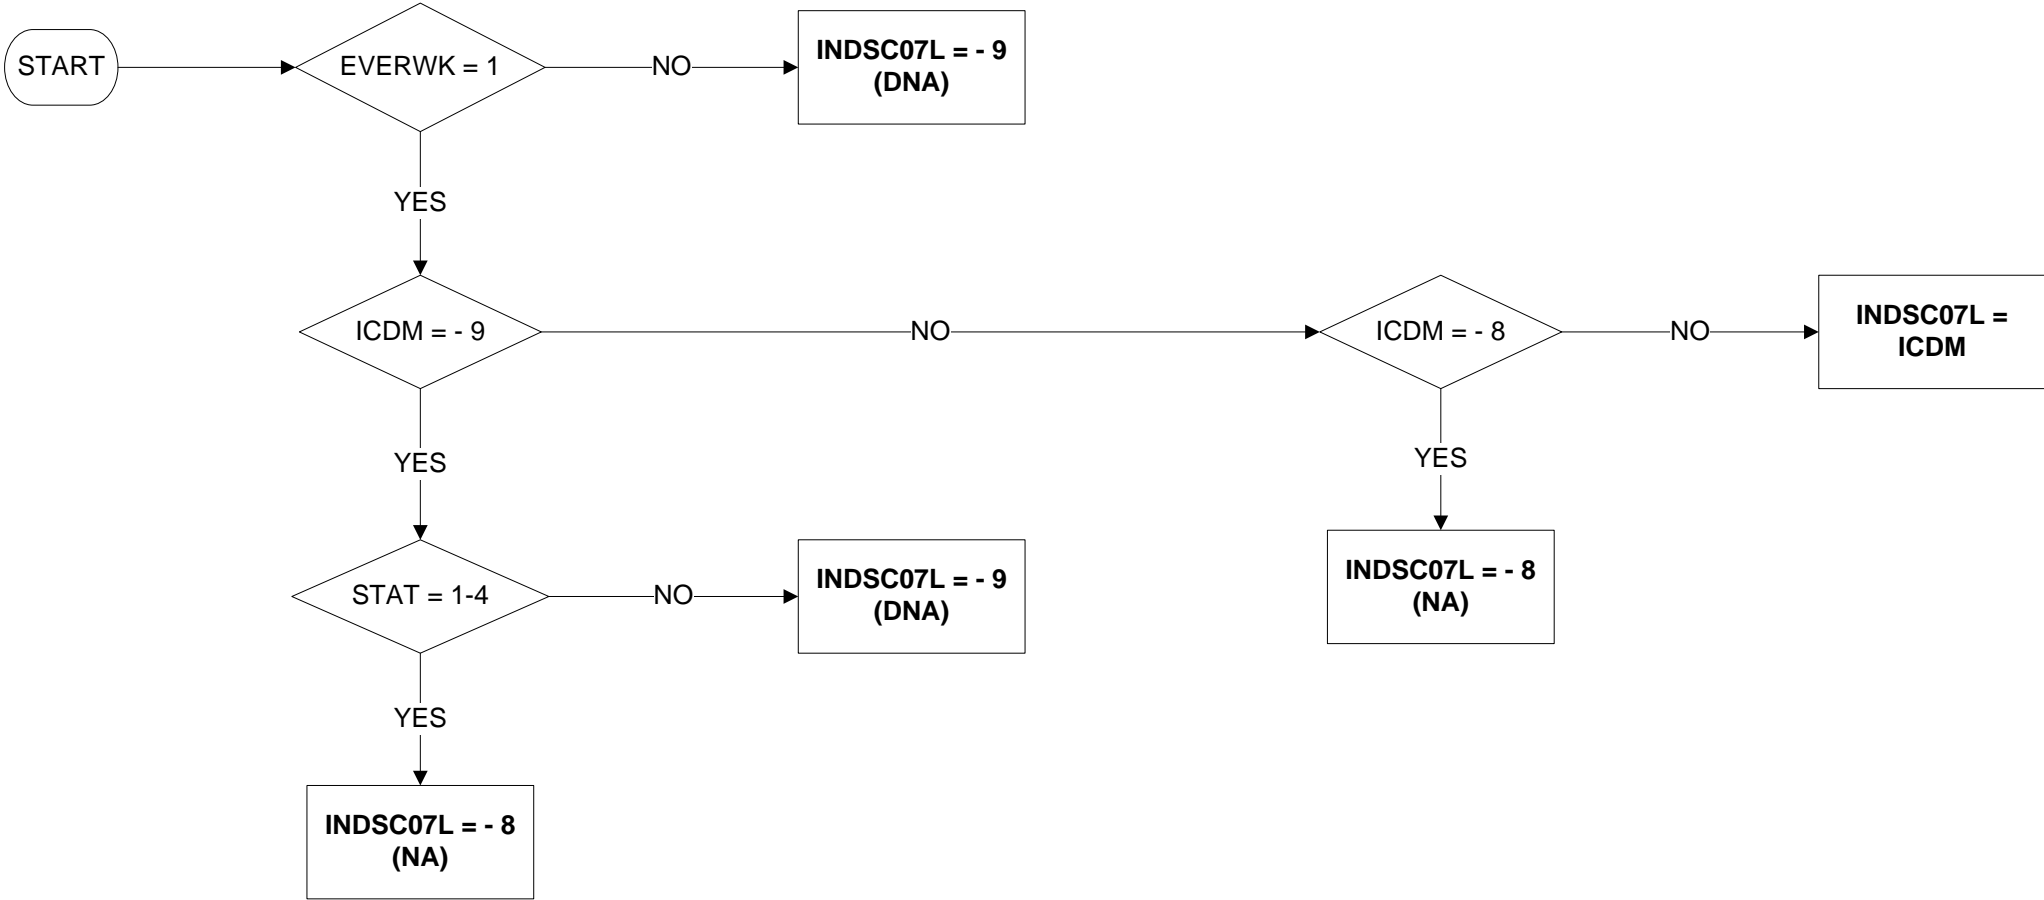 START
EVERWK = 1
NO
INDSC07L = - 9
(DNA)
YES
ICDM = - 9
NO
ICDM = - 8
NO
INDSC07L =
ICDM
YES
YES
STAT = 1-4
NO
INDSC07L = - 9
(DNA)
INDSC07L = - 8
(NA)
YES
INDSC07L = - 8
(NA)